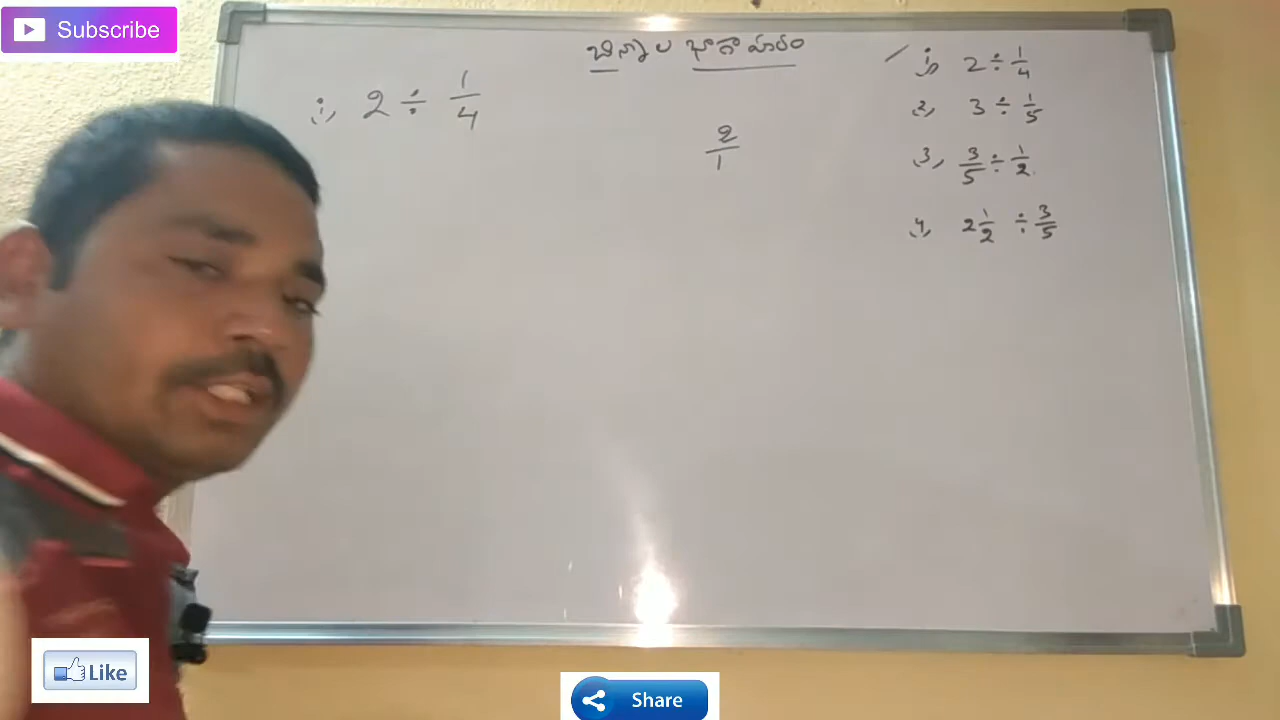 Subscribe
భిన్నాల భాగాహారం
i, 2 ÷ 1/4
2/1
1, 2 ÷ 1/4
2, 3 ÷ 1/5
3, 3/5 ÷ 1/2
4, 2 1/2 ÷ 3/5
Like
Share